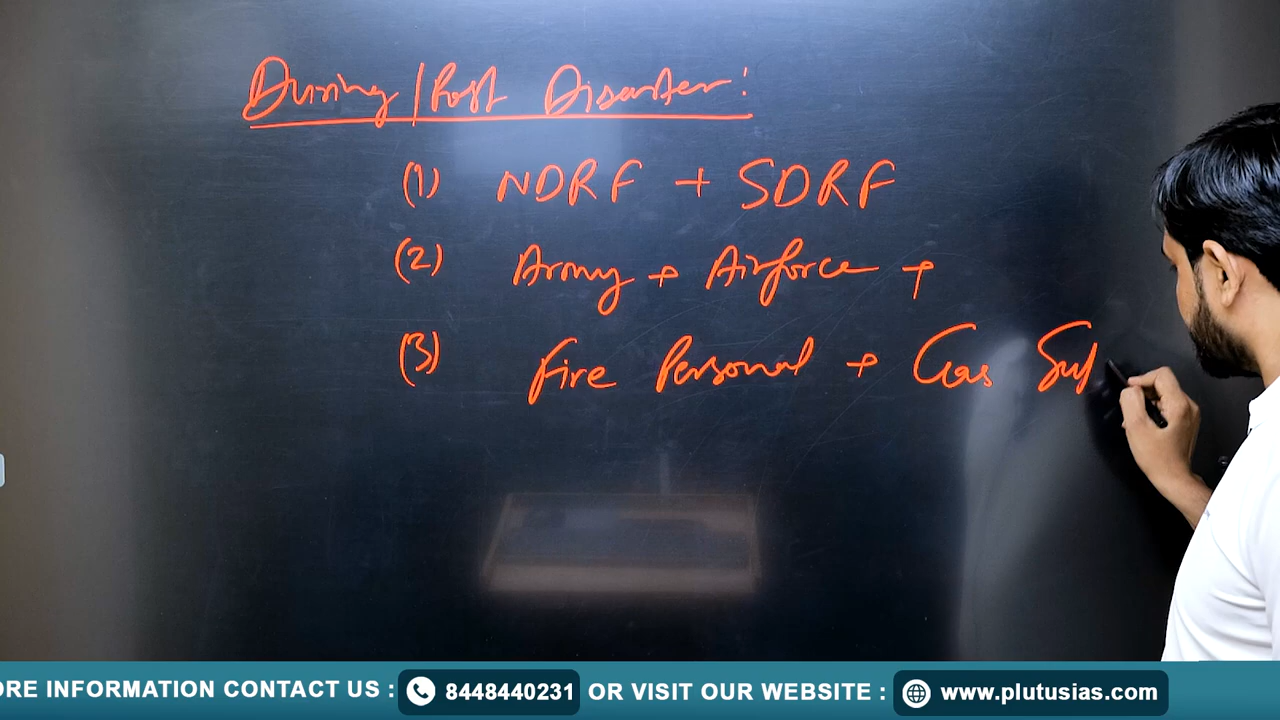 During / Post Disaster :
(1) NDRF + SDRF
(2) Army + Airforce +
(3) Fire Personal + Gas
ORE INFORMATION CONTACT US : 8448440231 OR VISIT OUR WEBSITE : www.plutusias.com